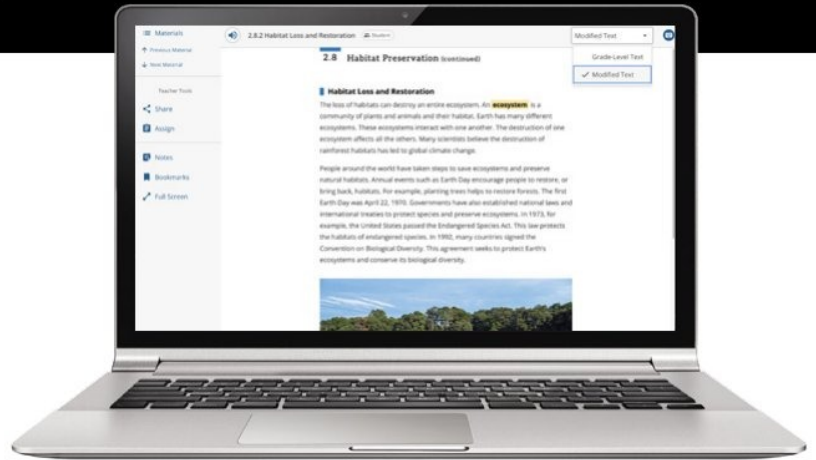 Materials
Previous Material
Next Material
Teacher Tools
Share
Assign
Notes
Bookmarks
Full Screen
2.8.2 Habitat Loss and Restoration Student
Modified Text
Grade-Level Text
Modified Text
2.8 Habitat Preservation (continued)
Habitat Loss and Restoration
The loss of habitats can destroy an entire ecosystem. An ecosystem is a
community of plants and animals and their habitat. Earth has many different
ecosystems. These ecosystems interact with one another. The destruction of one
ecosystem affects all the others. Many scientists believe the destruction of
rainforest habitats has led to global climate change.
People around the world have taken steps to save ecosystems and preserve
natural habitats. Annual events such as Earth Day encourage people to restore, or
bring back, habitats. For example, planting trees helps to restore forests. The first
Earth Day was April 22, 1970. Governments have also established national laws and
international treaties to protect species and preserve ecosystems. In 1973, for
example, the United States passed the Endangered Species Act. This law protects
the habitats of endangered species. In 1992, many countries signed the
Convention on Biological Diversity. This agreement seeks to protect Earth's
ecosystems and conserve its biological diversity.